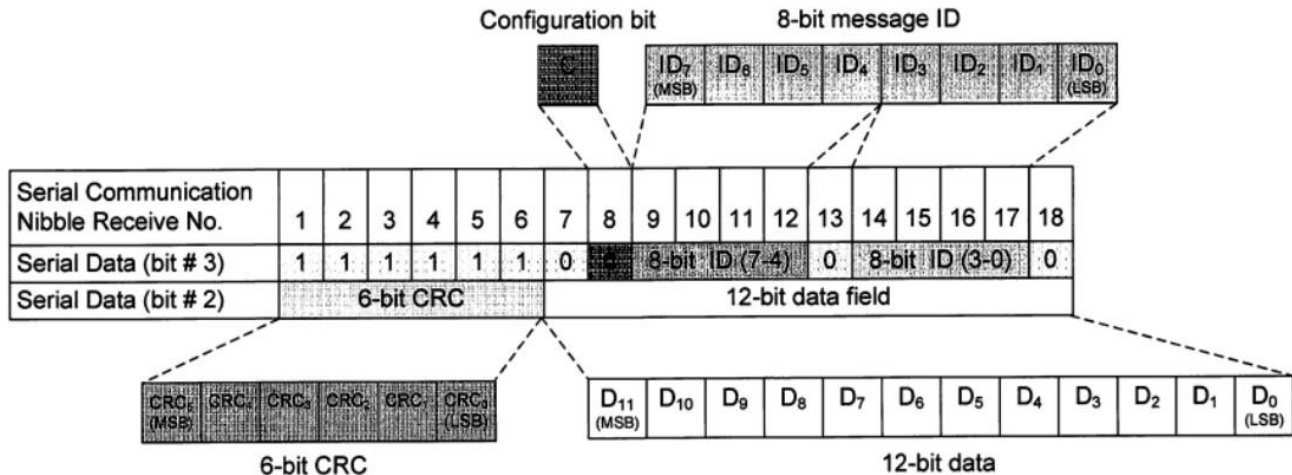 Configuration bit 8-bit message ID
C ID₇ ID₆ ID₅ ID₄ ID₃ ID₂ ID₁ ID₀
(MSB) (LSB)
Serial Communication
Nibble Receive No. 1 2 3 4 5 6 7 8 9 10 11 12 13 14 15 16 17 18
Serial Data (bit # 3) 1 1 1 1 1 1 0 8-bit ID (7-4) 0 8-bit ID (3-0) 0
Serial Data (bit # 2) 6-bit CRC 12-bit data field
CRC₅ CRC₄ CRC₃ CRC₂ CRC₁ CRC₀ D₁₁ D₁₀ D₉ D₈ D₇ D₆ D₅ D₄ D₃ D₂ D₁ D₀
(MSB) (LSB) (MSB) (LSB)
6-bit CRC 12-bit data